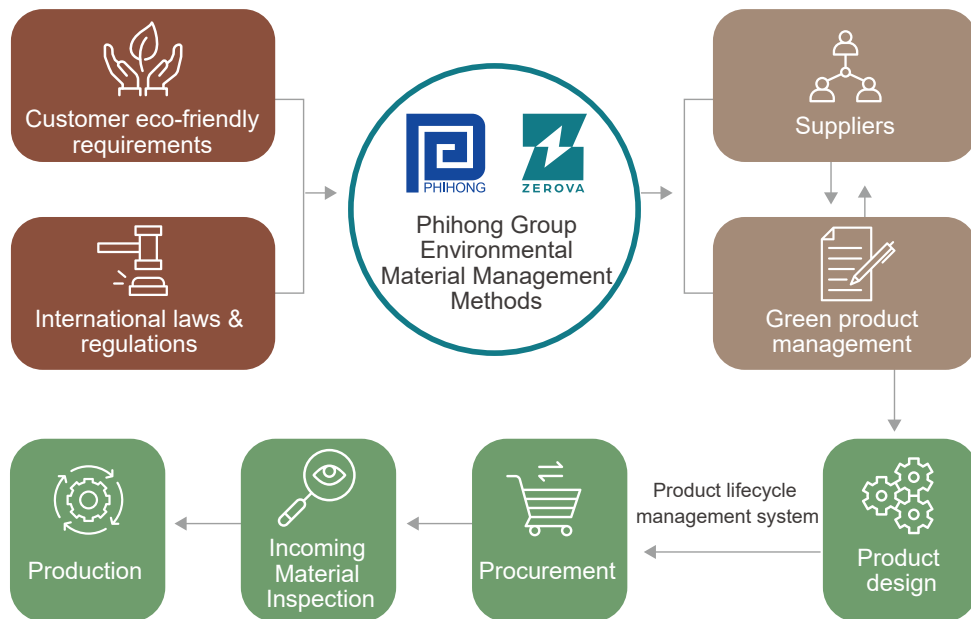 Customer eco-friendly
requirements
International laws &
regulations
PHIHONG
ZEROVA
Phihong Group
Environmental
Material Management
Methods
Suppliers
Green product
management
Product
design
Product lifecycle
management system
Procurement
Incoming
Material
Inspection
Production